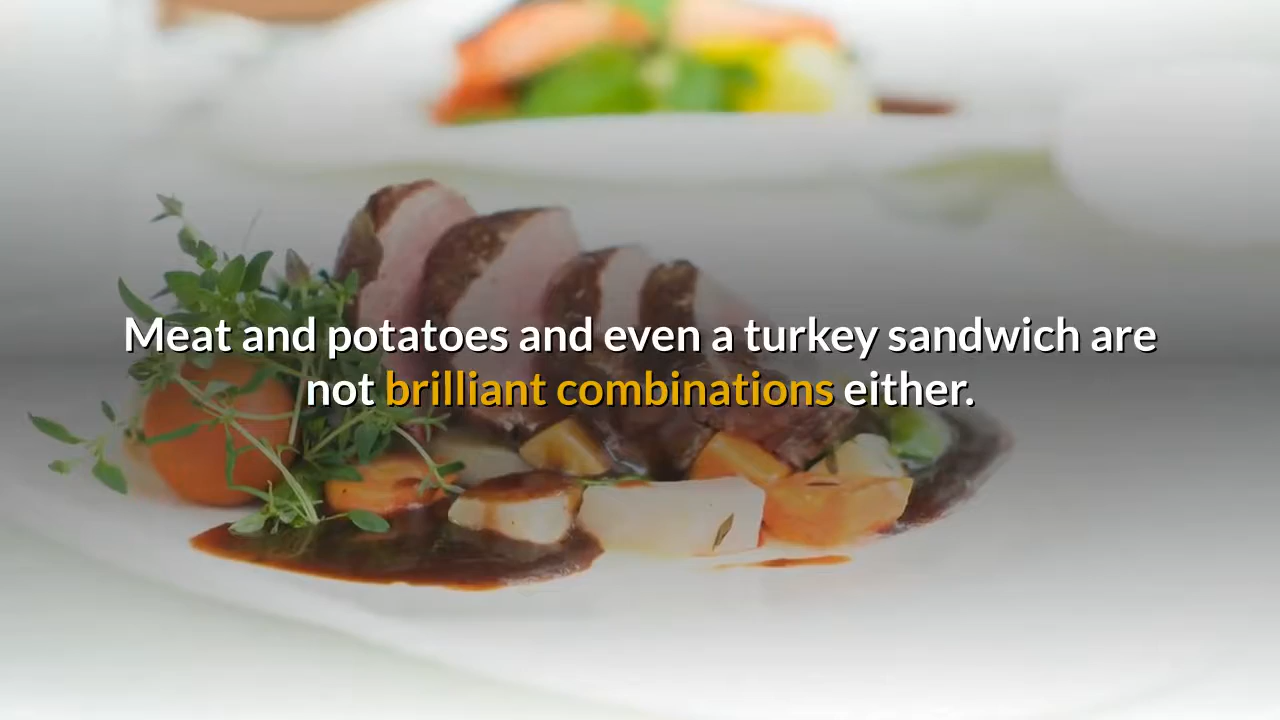 Meat and potatoes and even a turkey sandwich are
not brilliant combinations either.